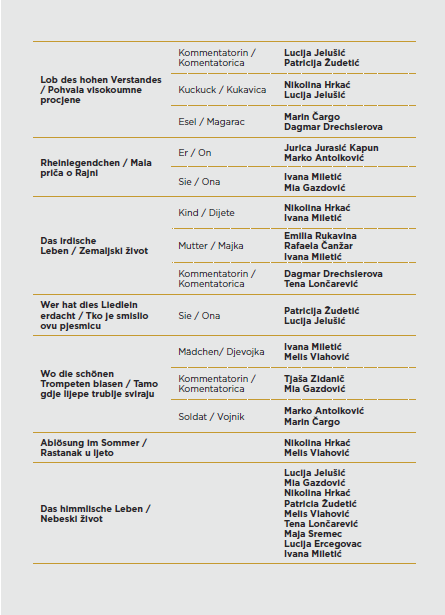 Lob des hohen Verstandes
/ Pohvala visokoumne
procjene
Kommentatorin /
Komentatorica
Lucija Jelušić
Patricija Žudetić
Kuckuck / Kukavica
Nikolina Hrkać
Lucija Jelušić
Esel / Magarac
Marin Čargo
Dagmar Drechslerova
Rheinlegendchen / Mala
priča o Rajni
Er / On
Jurica Jurasić Kapun
Marko Antolković
Sie / Ona
Ivana Miletić
Mia Gazdović
Das irdische
Leben / Zemaljski život
Kind / Dijete
Nikolina Hrkać
Ivana Miletić
Mutter / Majka
Emilia Rukavina
Rafaela Čanžar
Ivana Miletić
Kommentatorin /
Komentatorica
Dagmar Drechslerova
Tena Lončarević
Wer hat dies Liedlein
erdacht / Tko je smislio
ovu pjesmicu
Sie / Ona
Patricija Žudetić
Lucija Jelušić
Wo die schönen
Trompeten blasen / Tamo
gdje lijepe trublje sviraju
Mädchen/ Djevojka
Ivana Miletić
Melis Vlahović
Kommentatorin /
Komentatorica
Tjaša Zidanič
Mia Gazdović
Soldat / Vojnik
Marko Antolković
Marin Čargo
Ablösung im Sommer /
Rastanak u ljeto
Nikolina Hrkać
Melis Vlahović
Das himmlische Leben /
Nebeski život
Lucija Jelušić
Mia Gazdović
Nikolina Hrkać
Patricia Žudetić
Melis Vlahović
Tena Lončarević
Maja Sremec
Lucija Ercegovac
Ivana Miletić